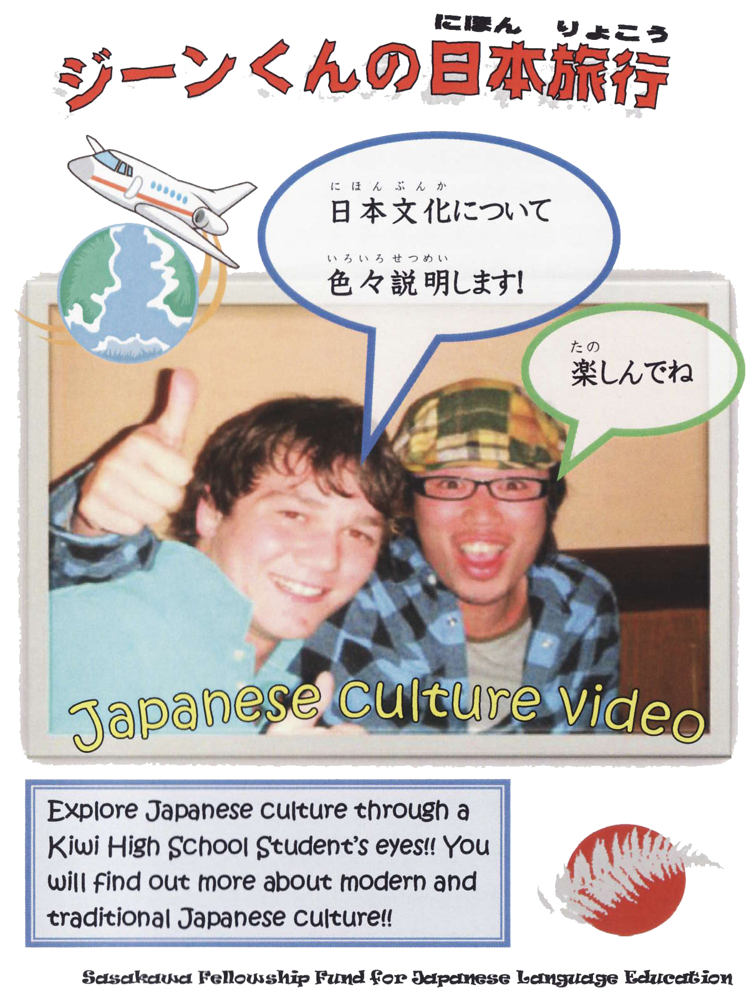 にほん りょこう
ジーンくんの日本旅行
にほんぶんか
日本文化について
いろいろせつめい
色々説明します!
たの
楽しんでね
Japanese culture video
Explore Japanese culture through a
Kiwi High School Student's eyes!! You
will find out more about modern and
traditional Japanese culture!!
Sasakawa Fellowship Fund for Japanese Language Education